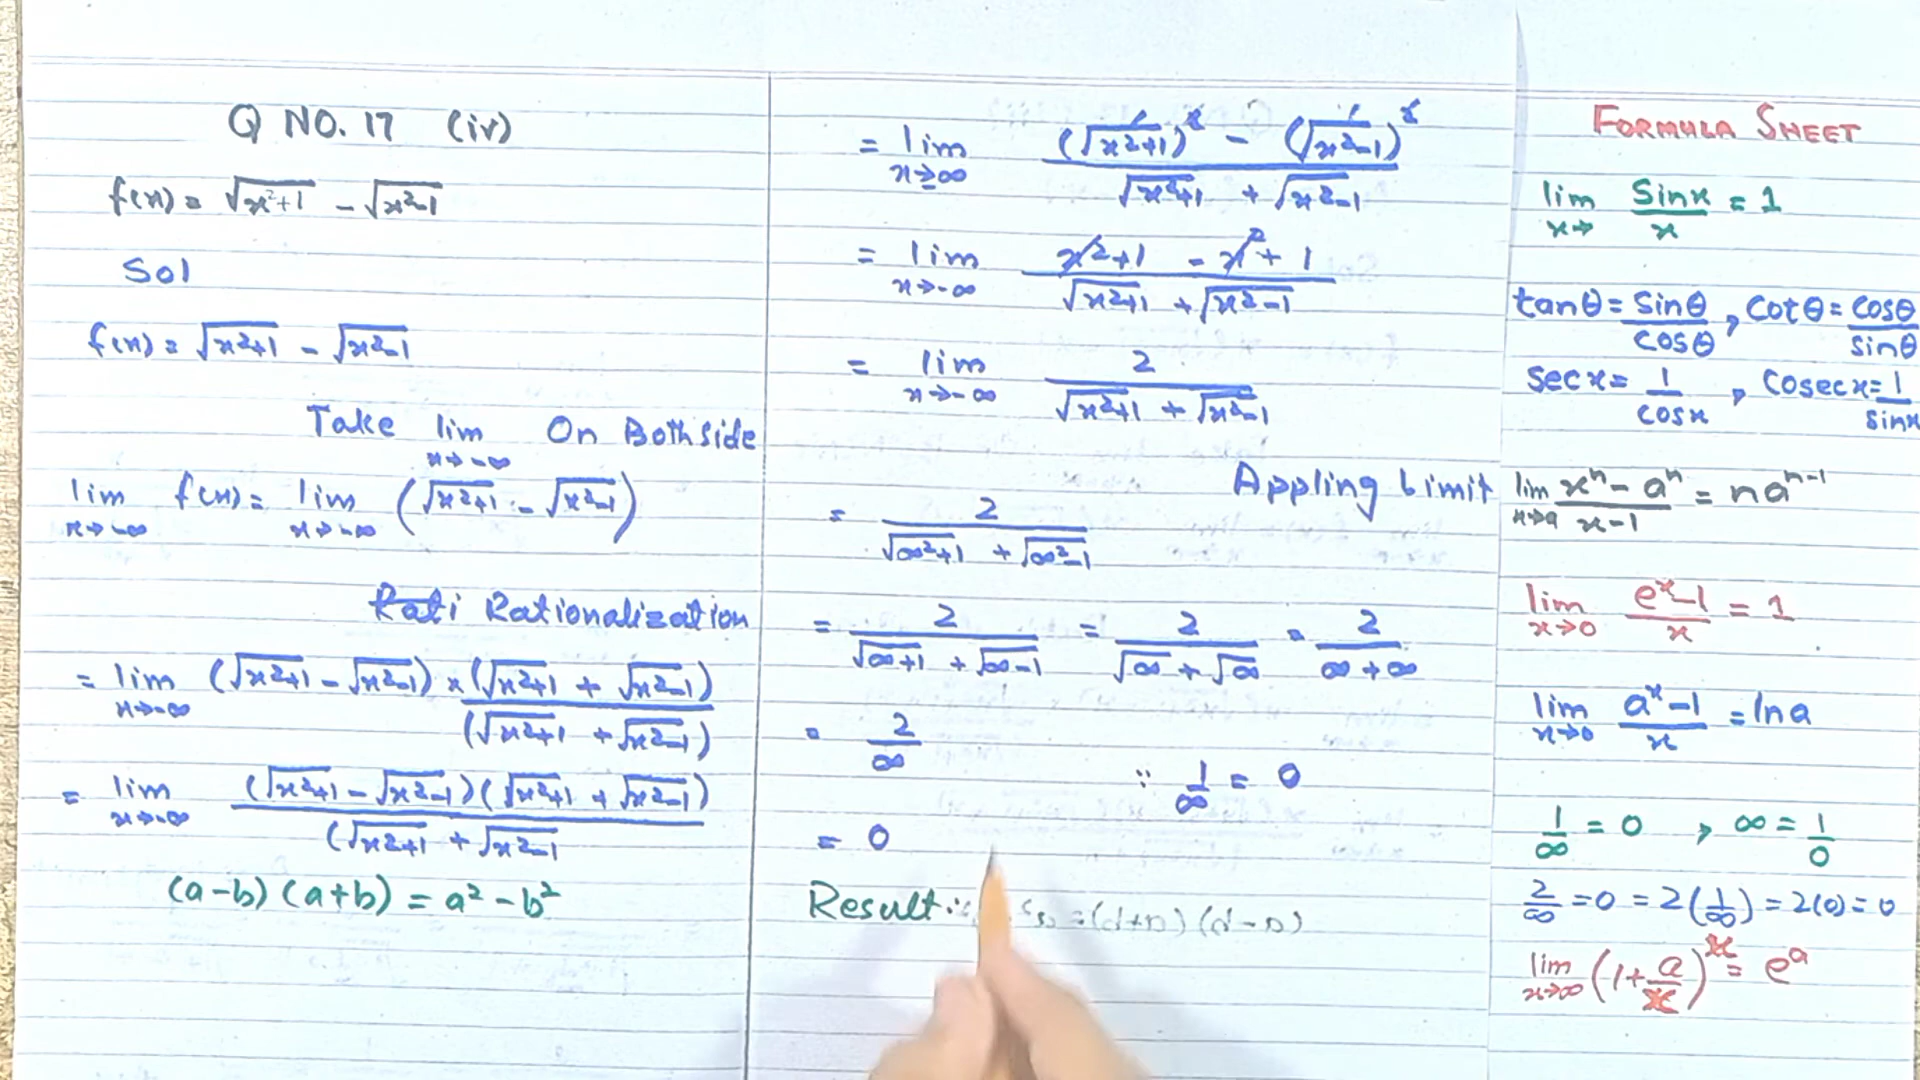 Q NO. 17 (iv)
f(x) = √x²+1 - √x²-1
Sol
f(x) = √x²+1 - √x²-1
Take lim x→-∞ On Both side
lim x→-∞ f(x) = lim x→-∞ (√x²+1 - √x²-1)
Rationalization
= lim x→-∞ (√x²+1 - √x²-1) × (√x²+1 + √x²-1) / (√x²+1 + √x²-1)
= lim x→-∞ (√x²+1 - √x²-1)(√x²+1 + √x²-1) / (√x²+1 + √x²-1
(a-b)(a+b) = a² - b²
= lim x→∞ (√x²+1)² - (√x²-1)² / √x²+1 + √x²-1
= lim x→-∞ x²+1 - x²+1 / √x²+1 + √x²-1
= lim x→-∞ 2 / √x²+1 + √x²-1
Appling Limit
= 2 / √∞²+1 + √∞²-1
= 2 / √∞+1 + √∞-1 = 2 / √∞ + √∞ = 2 / ∞ + ∞
= 2/∞
∵ 1/∞ = 0
= 0
Result:
FORMULA SHEET
lim x→ Sinx/x = 1
tanθ = Sinθ/cosθ , Cotθ = cosθ/sinθ
Sec x = 1/cosx , Cosec x = 1/sinx
lim x→a xⁿ - aⁿ / x-1 = naⁿ⁻¹
lim x→0 eˣ-1/x = 1
lim x→0 aˣ-1/x = lna
1/∞ = 0 , ∞ = 1/0
2/∞ = 0 = 2(1/∞) = 2(0) = 0
lim x→∞ (1+a/x)ˣ = eᵃ